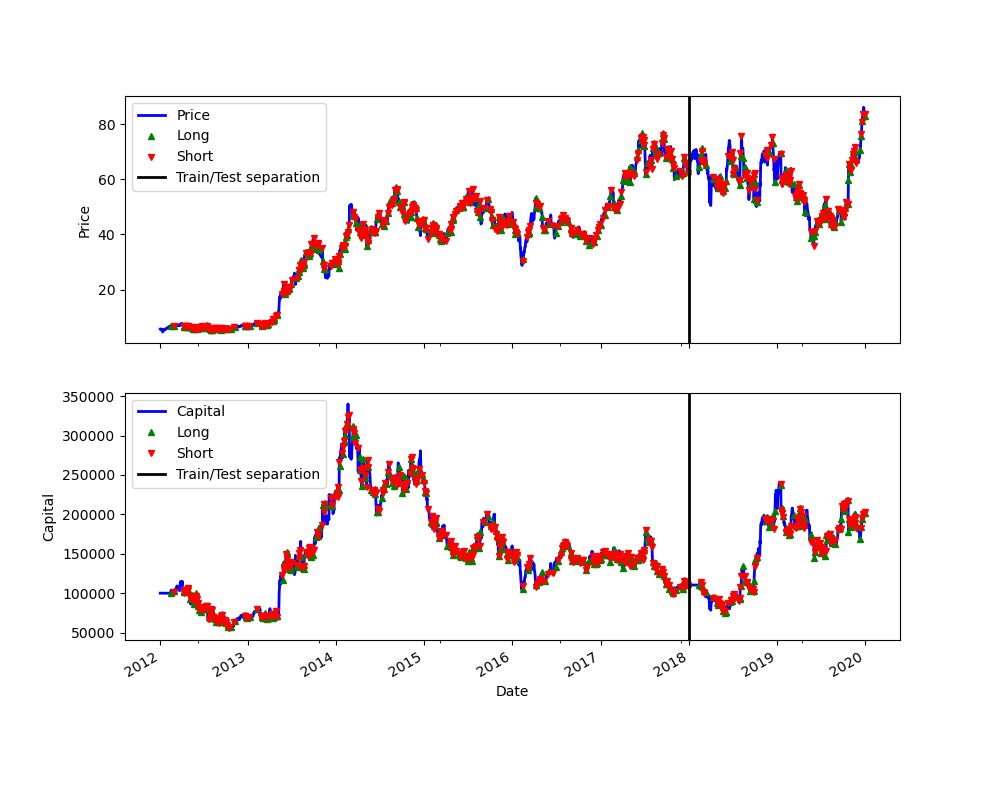 Price
Long
Short
Train/Test separation
80
60
40
20
Price
Capital
Long
Short
Train/Test separation
350000
300000
250000
200000
150000
100000
50000
Capital
2012
2013
2014
2015
2016
2017
2018
2019
2020
Date